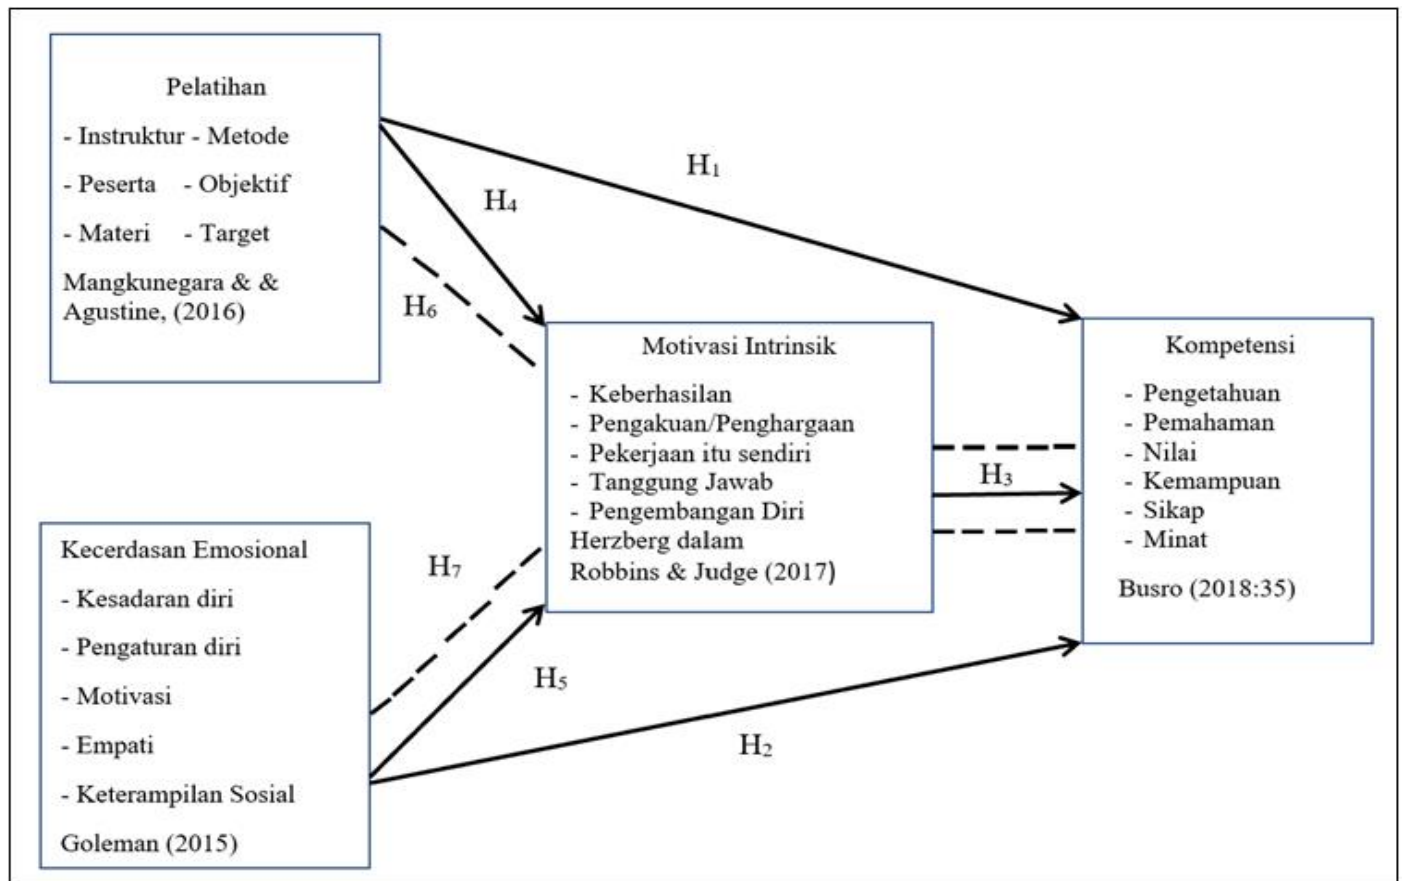 Pelatihan
- Instruktur - Metode
- Peserta - Objektif
- Materi - Target
Mangkunegara & &
Agustine, (2016)
H₁
H₄
H₆
Motivasi Intrinsik
- Keberhasilan
- Pengakuan/Penghargaan
- Pekerjaan itu sendiri
- Tanggung Jawab
- Pengembangan Diri
Herzberg dalam
Robbins & Judge (2017)
H₃
Kompetensi
- Pengetahuan
- Pemahaman
- Nilai
- Kemampuan
- Sikap
- Minat
Busro (2018:35)
Kecerdasan Emosional
- Kesadaran diri
- Pengaturan diri
- Motivasi
- Empati
- Keterampilan Sosial
Goleman (2015)
H₇
H₅
H₂